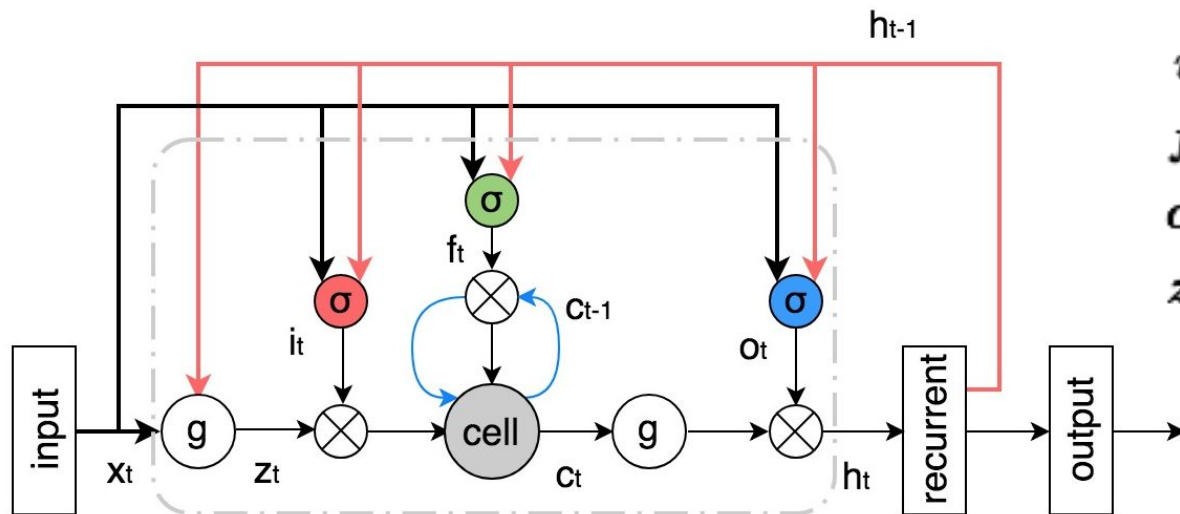 ht-1
σ
ft
σ
ct-1
σ
it
ot
input
g
cell
g
recurrent
output
xt
zt
ct
ht